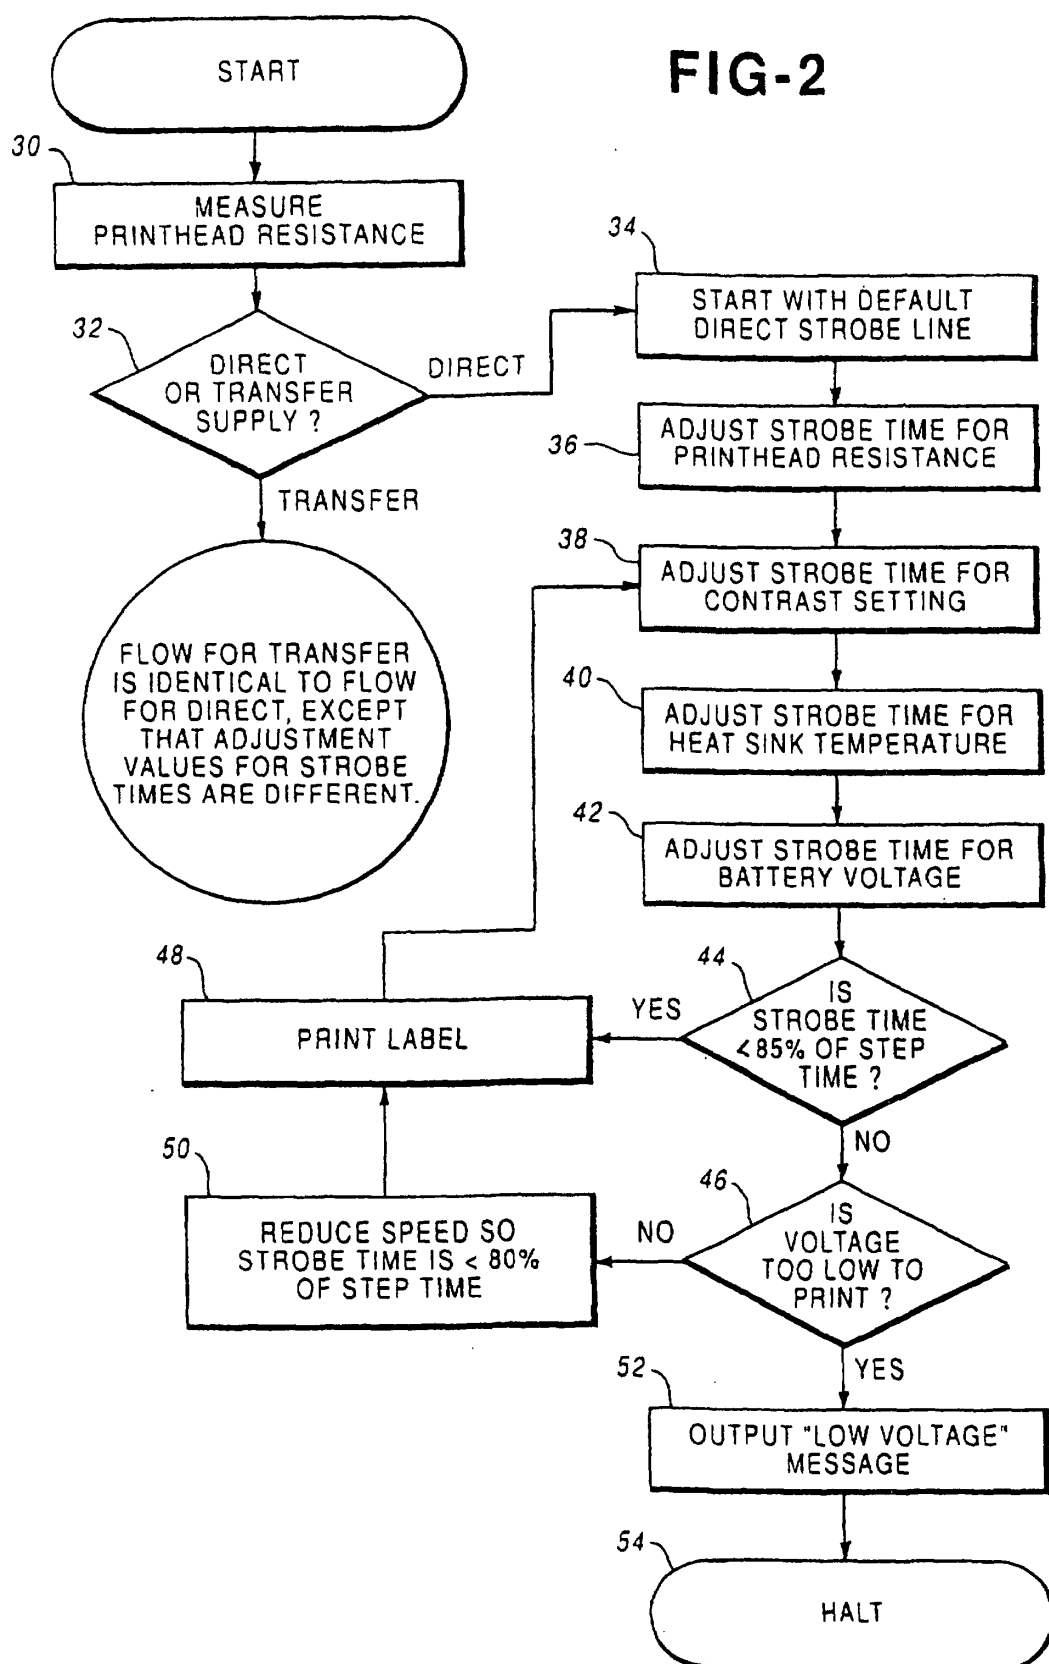 FIG-2
START
30
MEASURE
PRINTHEAD RESISTANCE
32
DIRECT
OR TRANSFER
SUPPLY ?
DIRECT
TRANSFER
FLOW FOR TRANSFER
IS IDENTICAL TO FLOW
FOR DIRECT, EXCEPT
THAT ADJUSTMENT
VALUES FOR STROBE
TIMES ARE DIFFERENT.
34
START WITH DEFAULT
DIRECT STROBE LINE
36
ADJUST STROBE TIME FOR
PRINTHEAD RESISTANCE
38
ADJUST STROBE TIME FOR
CONTRAST SETTING
40
ADJUST STROBE TIME FOR
HEAT SINK TEMPERATURE
42
ADJUST STROBE TIME FOR
BATTERY VOLTAGE
44
IS
STROBE TIME
<85% OF STEP
TIME ?
YES
48
PRINT LABEL
NO
46
IS
VOLTAGE
TOO LOW TO
PRINT ?
NO
50
REDUCE SPEED SO
STROBE TIME IS < 80%
OF STEP TIME
YES
52
OUTPUT "LOW VOLTAGE"
MESSAGE
54
HALT